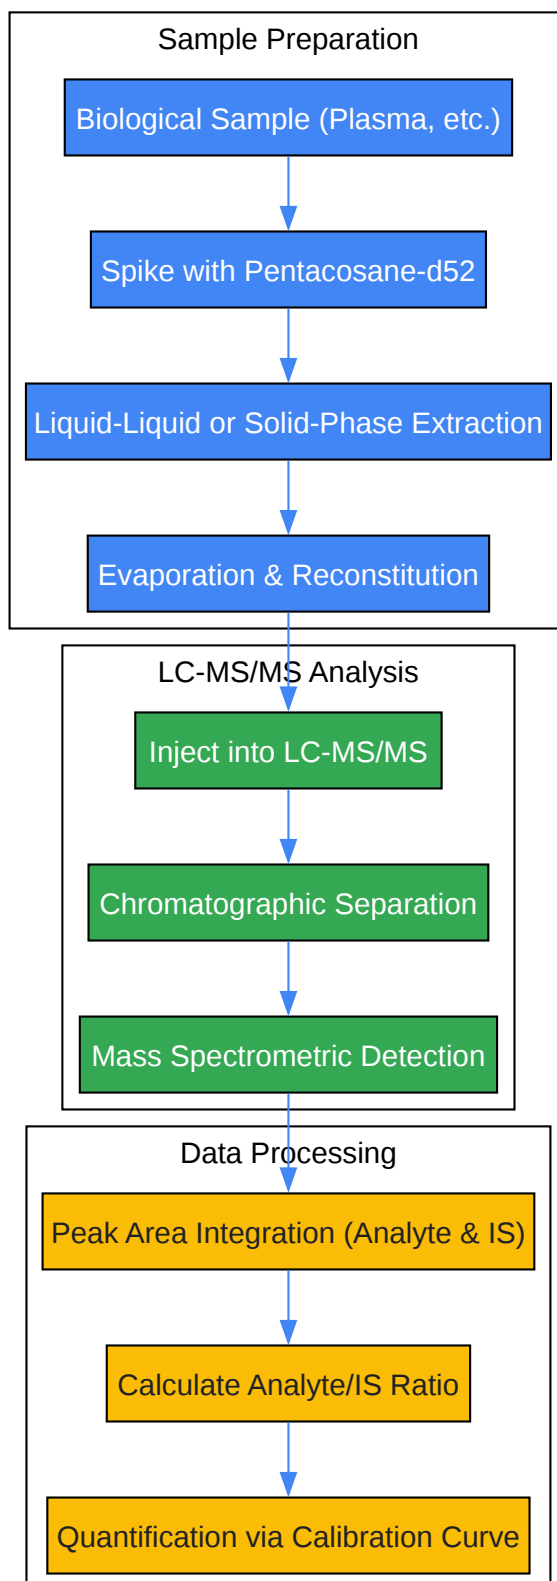 Sample Preparation
Biological Sample (Plasma, etc.)
Spike with Pentacosane-d52
Liquid-Liquid or Solid-Phase Extraction
Evaporation & Reconstitution
LC-MS/MS Analysis
Inject into LC-MS/MS
Chromatographic Separation
Mass Spectrometric Detection
Data Processing
Peak Area Integration (Analyte & IS)
Calculate Analyte/IS Ratio
Quantification via Calibration Curve